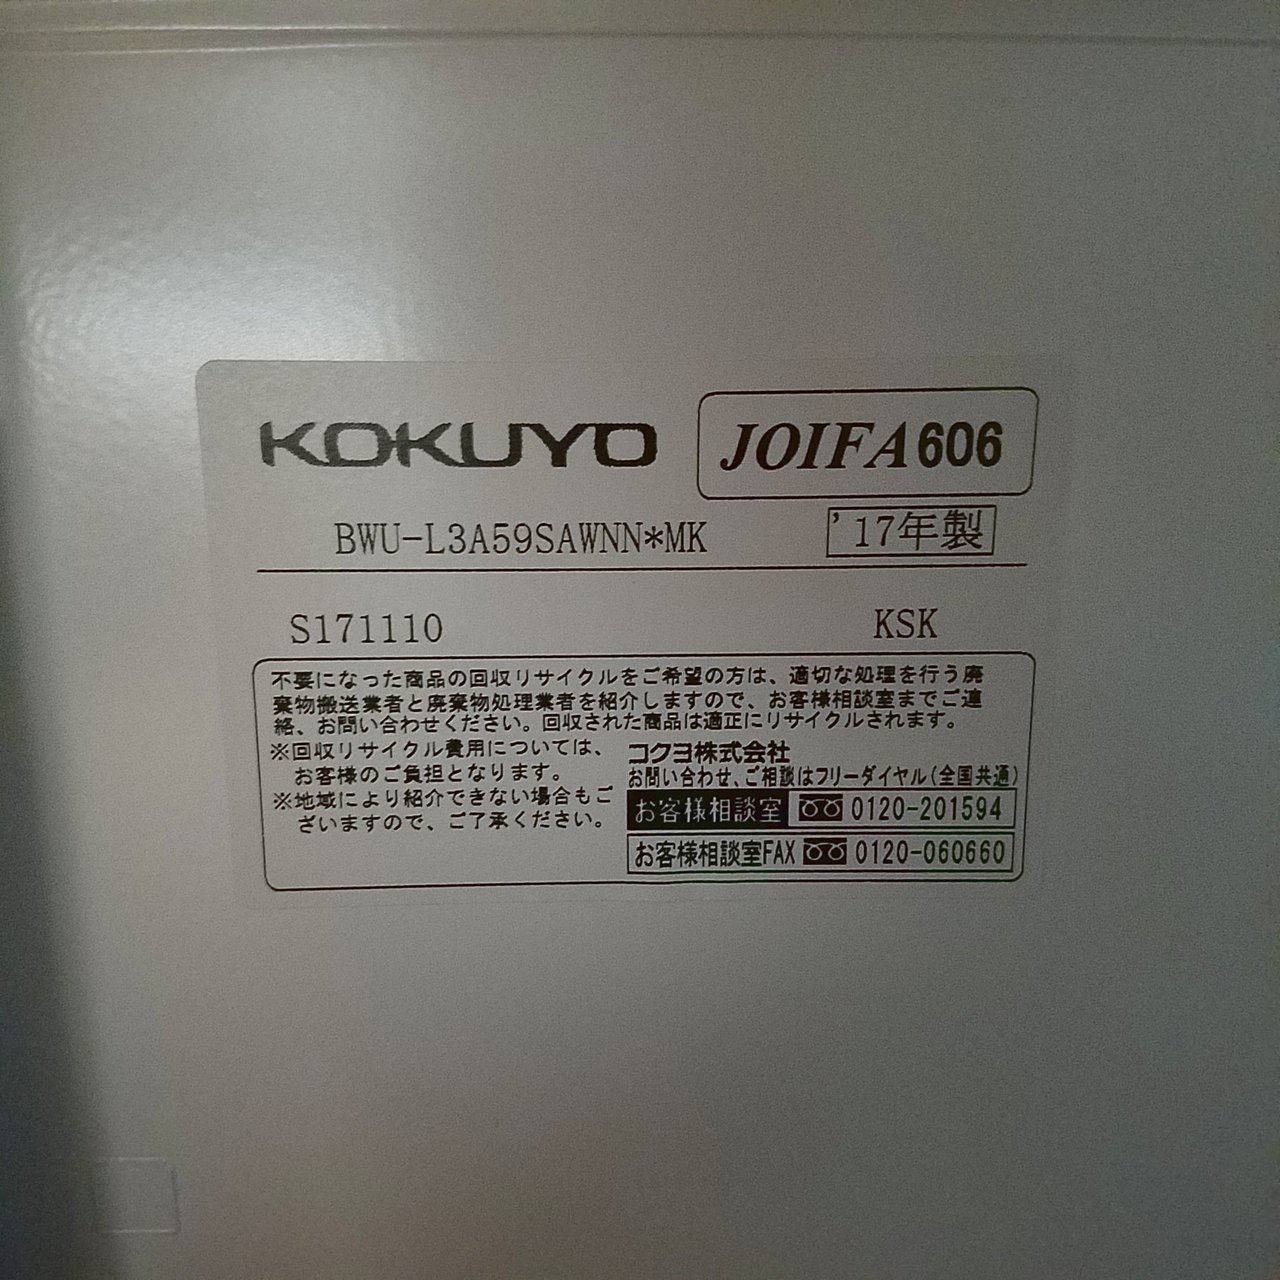 KOKUYO
JOIFA606
BWU-L3A59SAWNN*MK
'17年製
S171110
KSK
不要になった商品の回収リサイクルをご希望の方は、適切な処理を行う廃
棄物搬送業者と廃棄物処理業者を紹介しますので、お客様相談室までご連
絡、お問い合わせください。回収された商品は適正にリサイクルされます。
※回収リサイクル費用については、
お客様のご負担となります。
※地域により紹介できない場合もご
ざいますので、ご了承ください。
コクヨ株式会社
お問い合わせ、ご相談はフリーダイヤル(全国共通)
お客様相談室 0120-201594
お客様相談室FAX 0120-060660